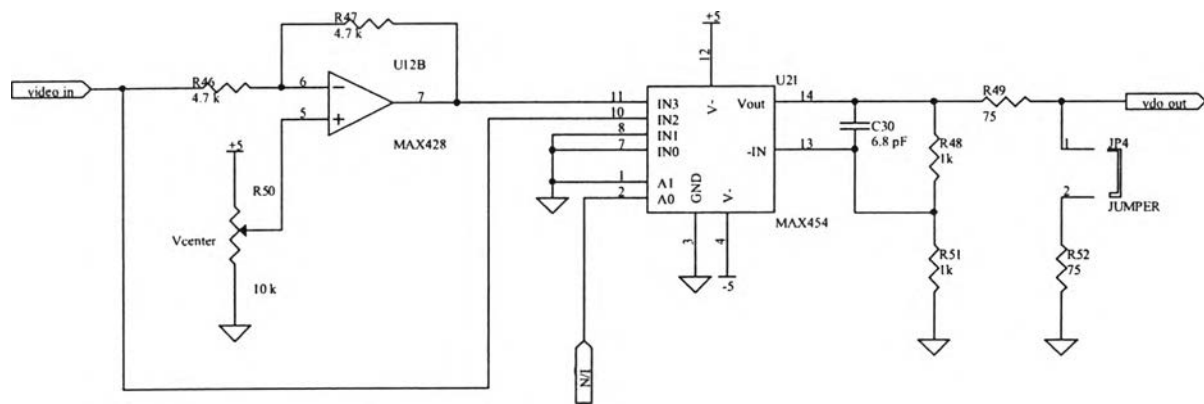 R47
4.7 k
+5
12
U12B
U21
video in
R46
4.7 k
6
−
7
5
+
MAX428
11
10
8
7
1
2
IN3
IN2
IN1
IN0
A1
A0
V-
Vout
-IN
GND
V-
14
13
3
4
-5
MAX454
C30
6.8 pF
R48
1k
R51
1k
R49
75
vdo out
1
JP4
2
JUMPER
R52
75
+5
R50
Vcenter
10 k
N/I